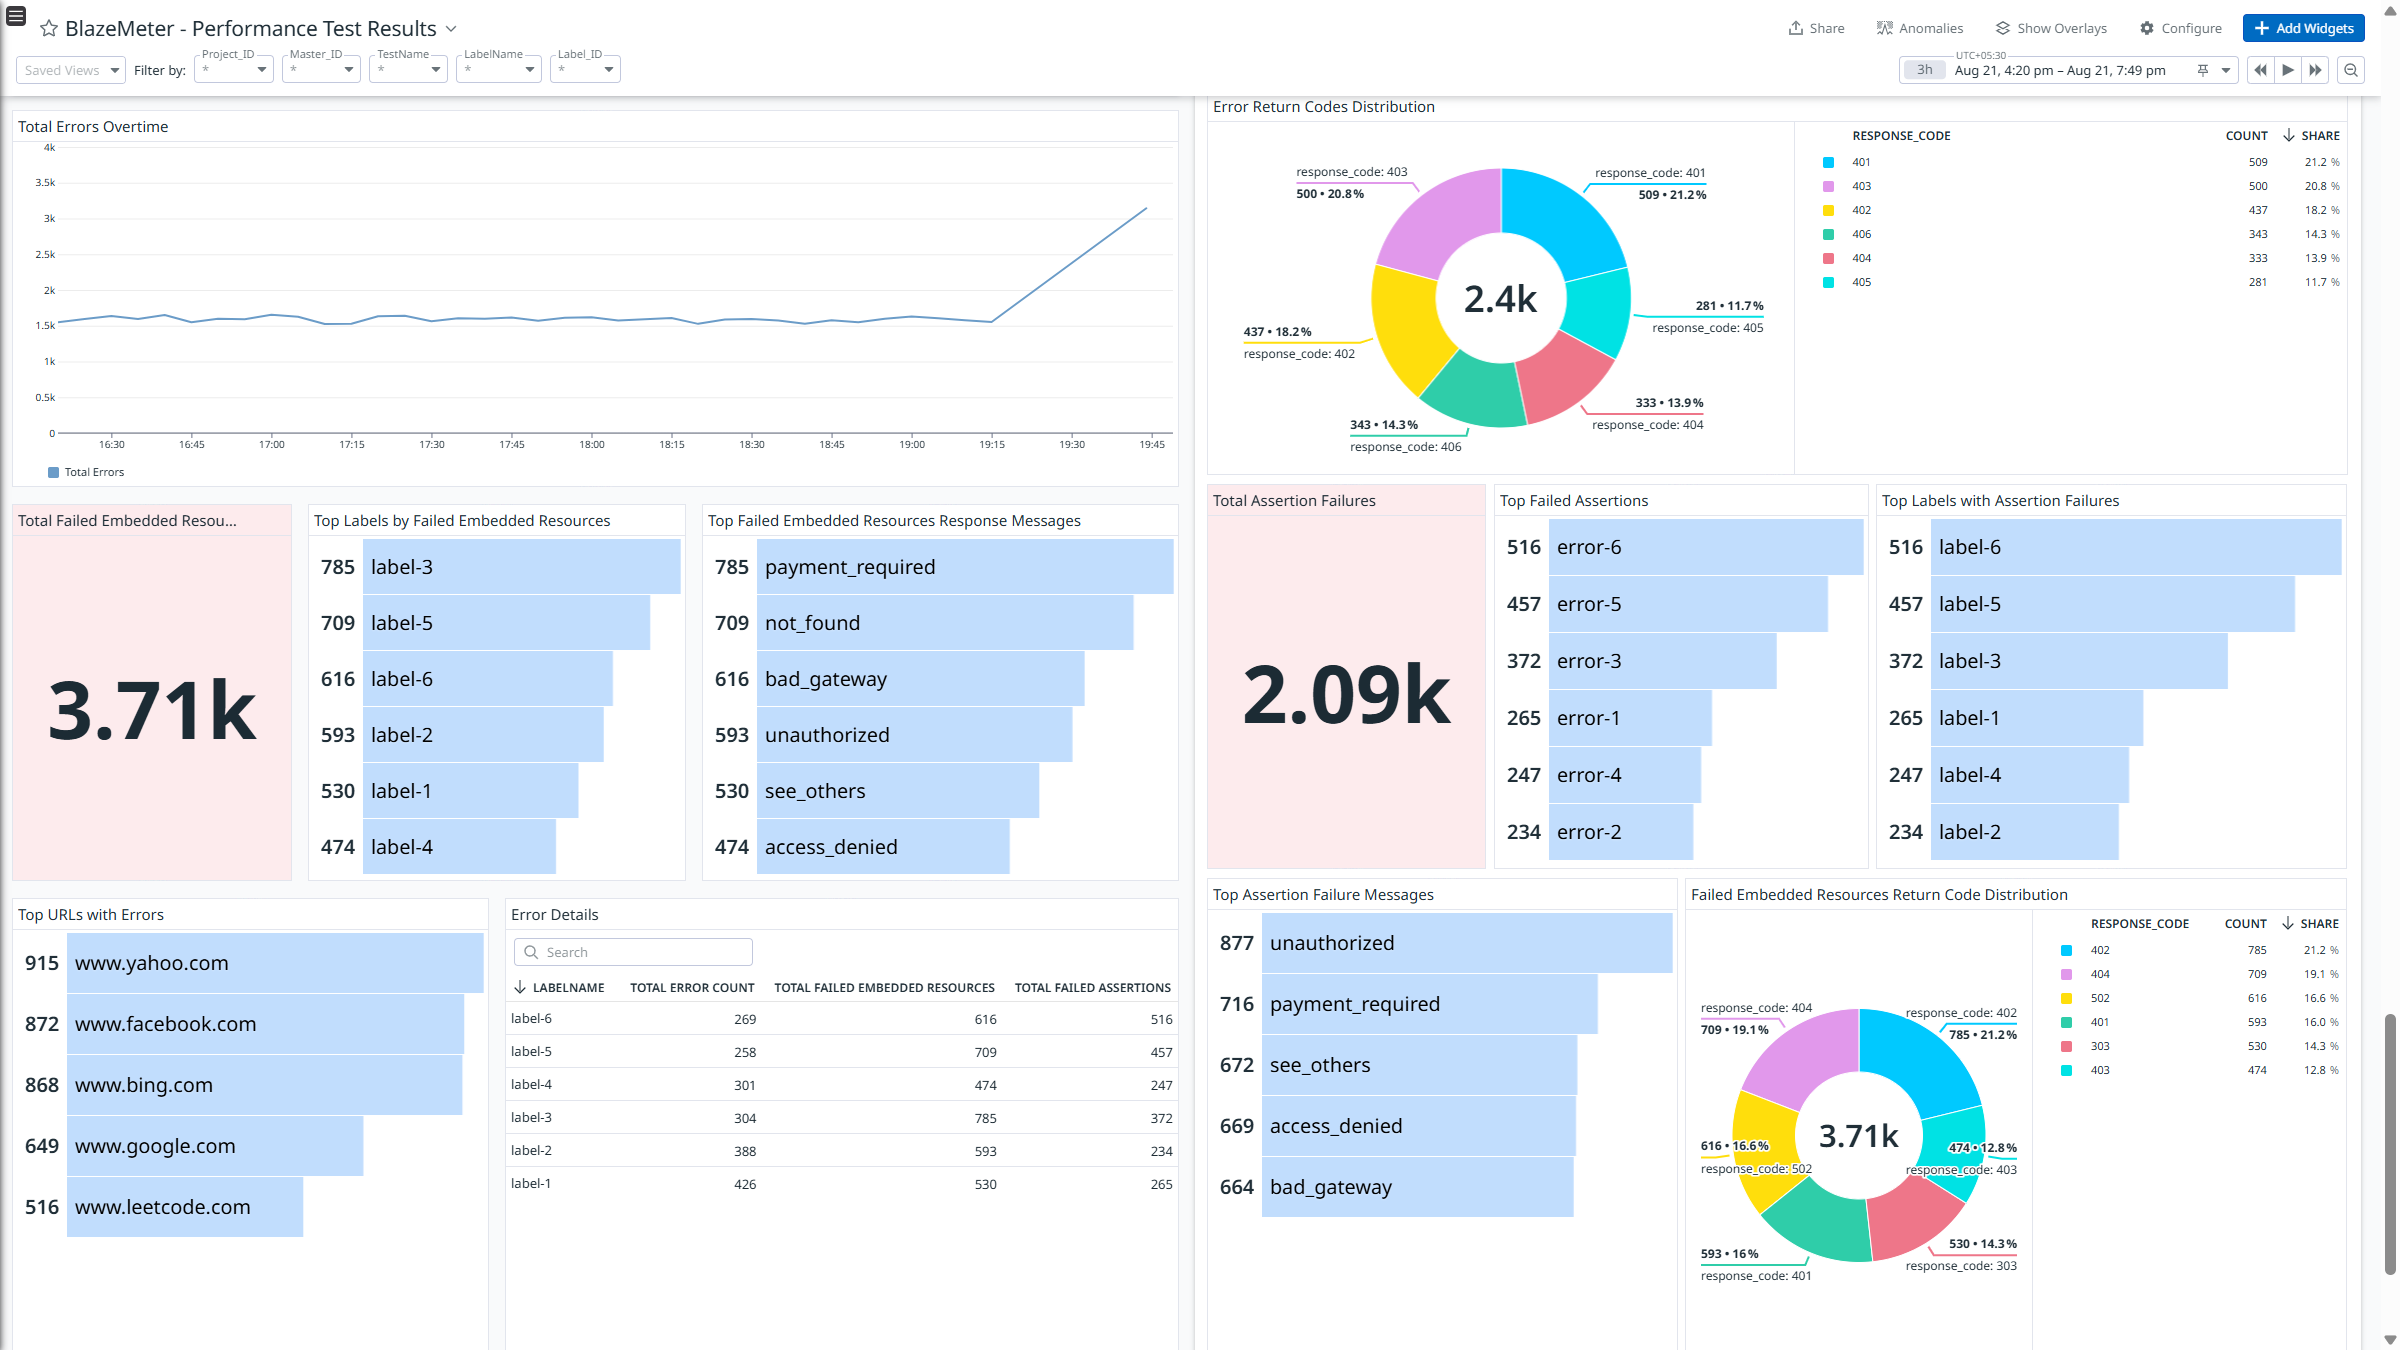 BlazeMeter - Performance Test Results
Share
Anomalies
Show Overlays
Configure
Add Widgets
Saved Views
Filter by:
Project_ID
*
Master_ID
*
TestName
*
LabelName
*
Label_ID
*
UTC+05:30
3h
Aug 21, 4:20 pm – Aug 21, 7:49 pm
Total Errors Overtime
4k
3.5k
3k
2.5k
2k
1.5k
1k
0.5k
0
16:30 16:45 17:00 17:15 17:30 17:45 18:00 18:15 18:30 18:45 19:00 19:15 19:30 19:45
Total Errors
Error Return Codes Distribution
response_code: 403
500 • 20.8%
response_code: 401
509 • 21.2%
2.4k
281 • 11.7%
response_code: 405
437 • 18.2%
response_code: 402
333 • 13.9%
response_code: 404
343 • 14.3%
response_code: 406
RESPONSE_CODE COUNT SHARE
401 509 21.2 %
403 500 20.8 %
402 437 18.2 %
406 343 14.3 %
404 333 13.9 %
405 281 11.7 %
Total Failed Embedded Resou...
3.71k
Top Labels by Failed Embedded Resources
785 label-3
709 label-5
616 label-6
593 label-2
530 label-1
474 label-4
Top Failed Embedded Resources Response Messages
785 payment_required
709 not_found
616 bad_gateway
593 unauthorized
530 see_others
474 access_denied
Total Assertion Failures
2.09k
Top Failed Assertions
516 error-6
457 error-5
372 error-3
265 error-1
247 error-4
234 error-2
Top Labels with Assertion Failures
516 label-6
457 label-5
372 label-3
265 label-1
247 label-4
234 label-2
Top URLs with Errors
915 www.yahoo.com
872 www.facebook.com
868 www.bing.com
649 www.google.com
516 www.leetcode.com
Error Details
Search
LABELNAME TOTAL ERROR COUNT TOTAL FAILED EMBEDDED RESOURCES TOTAL FAILED ASSERTIONS
label-6 269 616 516
label-5 258 709 457
label-4 301 474 247
label-3 304 785 372
label-2 388 593 234
label-1 426 530 265
Top Assertion Failure Messages
877 unauthorized
716 payment_required
672 see_others
669 access_denied
664 bad_gateway
Failed Embedded Resources Return Code Distribution
response_code: 404
709 • 19.1%
response_code: 402
785 • 21.2%
3.71k
616 • 16.6%
response_code: 502
474 • 12.8%
response_code: 403
593 • 16%
response_code: 401
530 • 14.3%
response_code: 303
RESPONSE_CODE COUNT SHARE
402 785 21.2 %
404 709 19.1 %
502 616 16.6 %
401 593 16.0 %
303 530 14.3 %
403 474 12.8 %